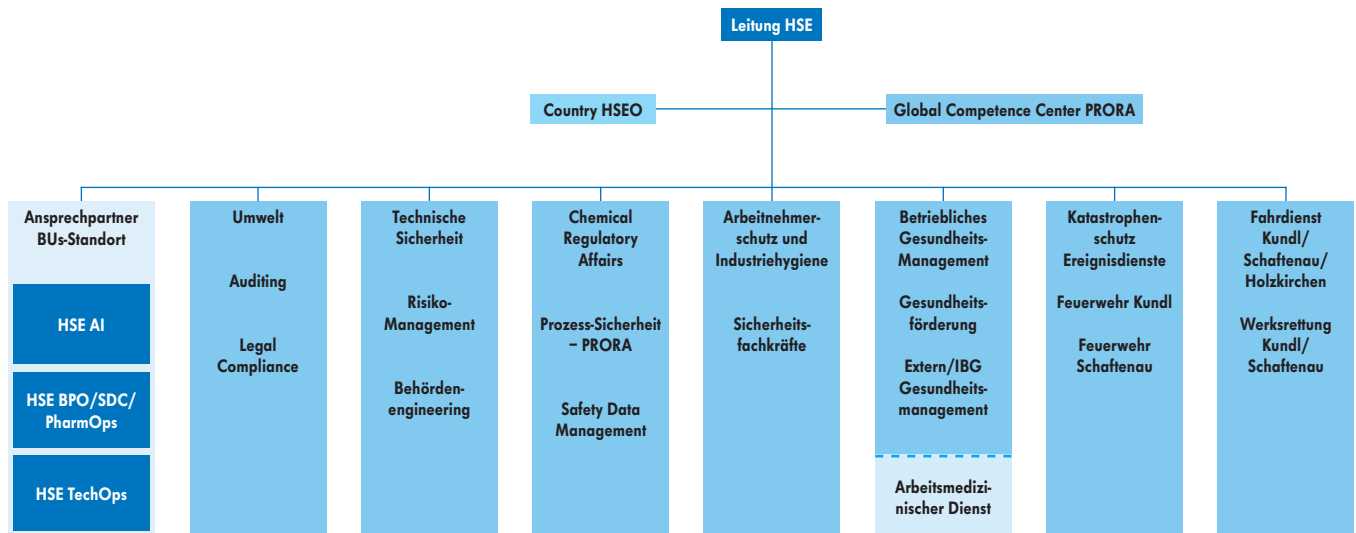 Leitung HSE
Country HSEO
Global Competence Center PRORA
Ansprechpartner
BUs-Standort
HSE AI
HSE BPO/SDC/
PharmOps
HSE TechOps
Umwelt
Auditing
Legal
Compliance
Technische
Sicherheit
Risiko-
Management
Behörden-
engineering
Chemical
Regulatory
Affairs
Prozess-Sicherheit
– PRORA
Safety Data
Management
Arbeitnehmer-
schutz und
Industriehygiene
Sicherheits-
fachkräfte
Betriebliches
Gesundheits-
Management
Gesundheits-
förderung
Extern/IBG
Gesundheits-
management
Arbeitsmedizi-
nischer Dienst
Katastrophen-
schutz
Ereignisdienste
Feuerwehr Kundl
Feuerwehr
Schaftenau
Fahrdienst
Kundl/
Schaftenau/
Holzkirchen
Werksrettung
Kundl/
Schaftenau